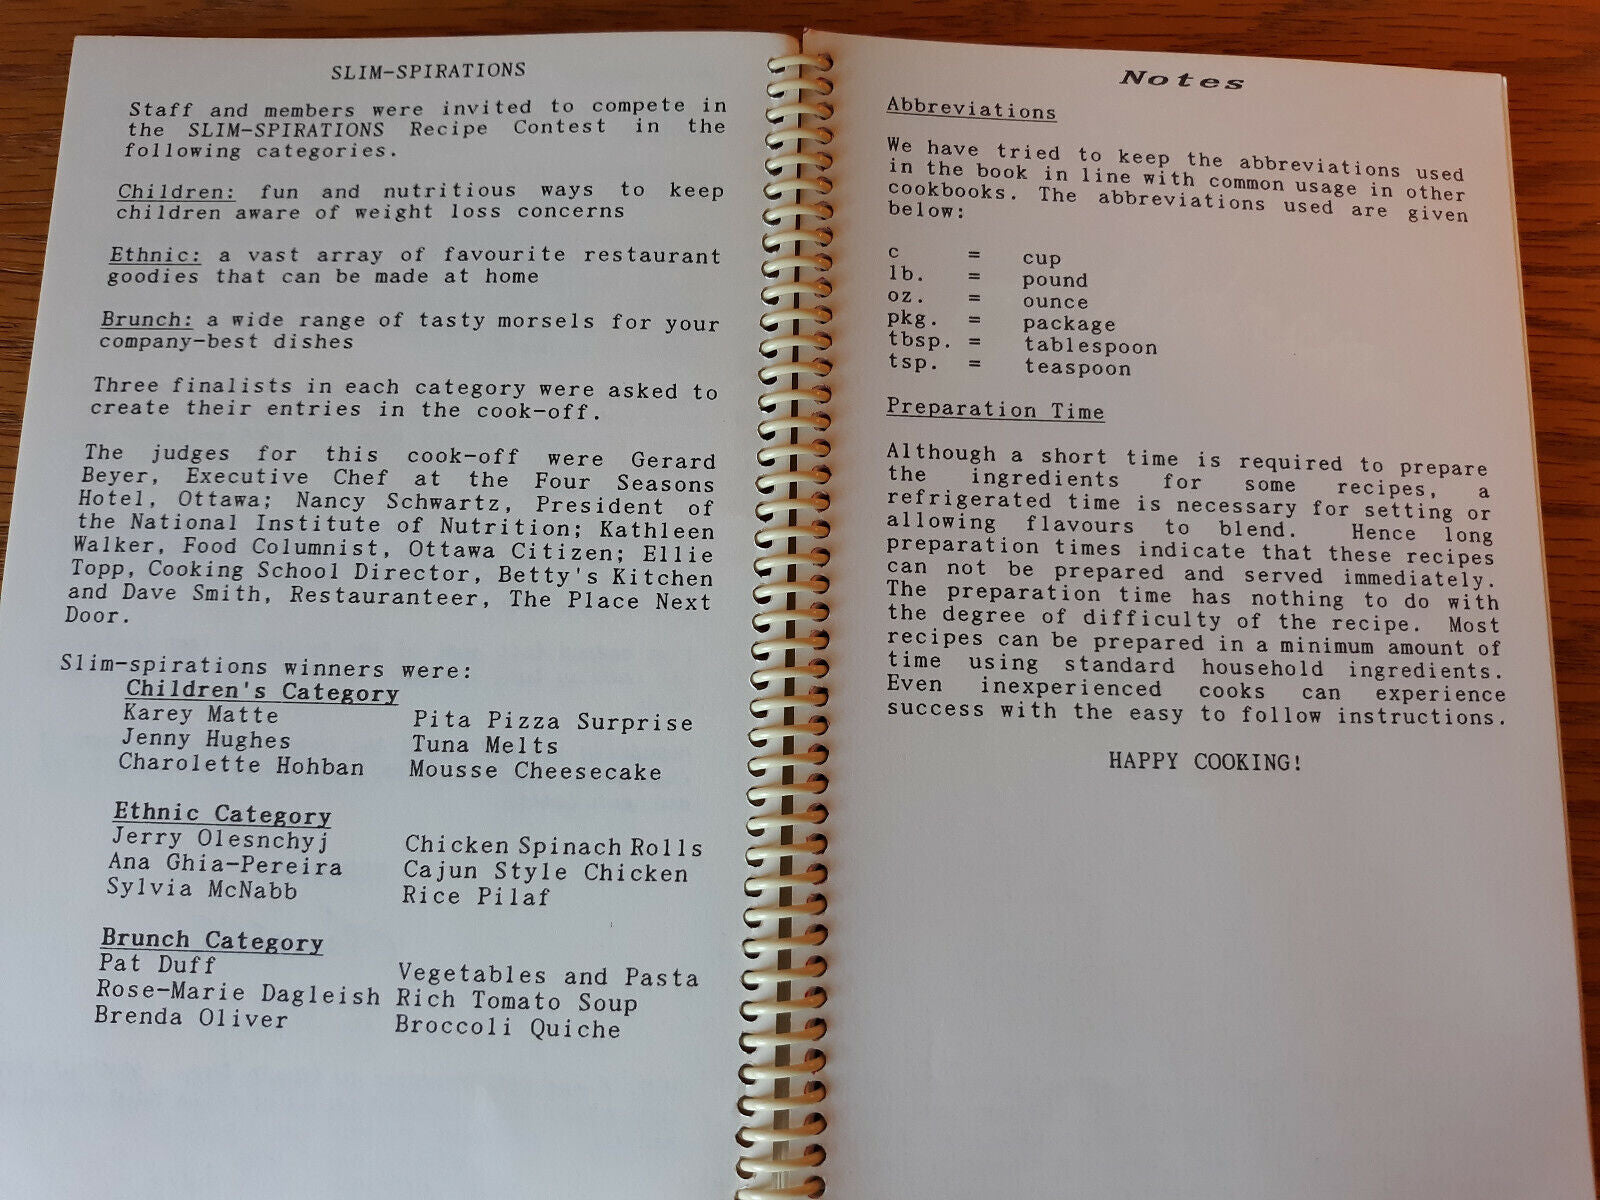 SLIM-SPIRATIONS
Staff and members were invited to compete in
the SLIM-SPIRATIONS Recipe Contest in the
following categories.
Children: fun and nutritious ways to keep
children aware of weight loss concerns
Ethnic: a vast array of favourite restaurant
goodies that can be made at home
Brunch: a wide range of tasty morsels for your
company-best dishes
Three finalists in each category were asked to
create their entries in the cook-off.
The judges for this cook-off were Gerard
Beyer, Executive Chef at the Four Seasons
Hotel, Ottawa; Nancy Schwartz, President of
the National Institute of Nutrition; Kathleen
Walker, Food Columnist, Ottawa Citizen; Ellie
Topp, Cooking School Director, Betty's Kitchen
and Dave Smith, Restauranteer, The Place Next
Door.
Slim-spirations winners were:
Children's Category
Karey Matte Pita Pizza Surprise
Jenny Hughes Tuna Melts
Charolette Hohban Mousse Cheesecake
Ethnic Category
Jerry Olesnchyj Chicken Spinach Rolls
Ana Ghia-Pereira Cajun Style Chicken
Sylvia McNabb Rice Pilaf
Brunch Category
Pat Duff Vegetables and Pasta
Rose-Marie Dagleish Rich Tomato Soup
Brenda Oliver Broccoli Quiche
Notes
Abbreviations
We have tried to keep the abbreviations used
in the book in line with common usage in other
cookbooks. The abbreviations used are given
below:
c = cup
lb. = pound
oz. = ounce
pkg. = package
tbsp. = tablespoon
tsp. = teaspoon
Preparation Time
Although a short time is required to prepare
the ingredients for some recipes, a
refrigerated time is necessary for setting or
allowing flavours to blend. Hence long
preparation times indicate that these recipes
can not be prepared and served immediately.
The preparation time has nothing to do with
the degree of difficulty of the recipe. Most
recipes can be prepared in a minimum amount of
time using standard household ingredients.
Even inexperienced cooks can experience
success with the easy to follow instructions.
HAPPY COOKING!